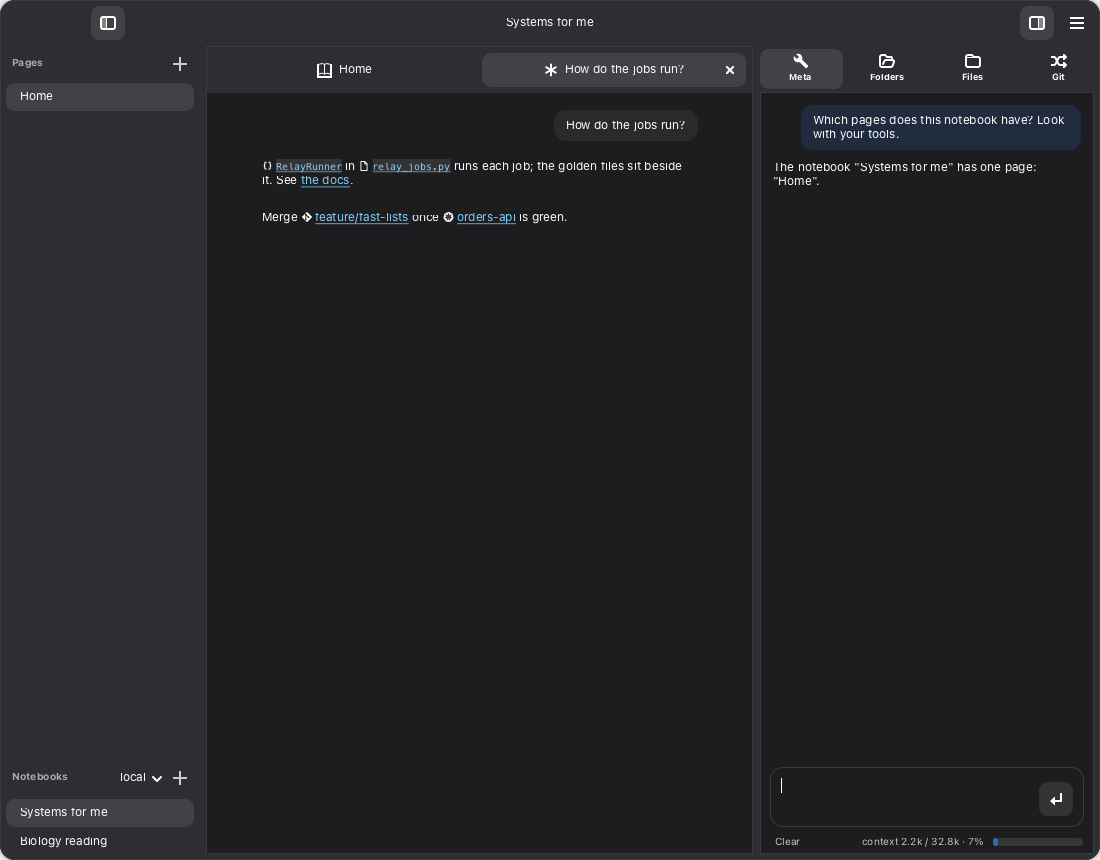 Systems for me
Pages
Home
Home
How do the jobs run?
How do the jobs run?
RelayRunner in relay_jobs.py runs each job; the golden files sit beside
it. See the docs.
Merge feature/fast-lists once orders-api is green.
Meta
Folders
Files
Git
Which pages does this notebook have? Look
with your tools.
The notebook "Systems for me" has one page:
"Home".
Notebooks
local
Systems for me
Biology reading
Clear
context 2.2k / 32.8k · 7%